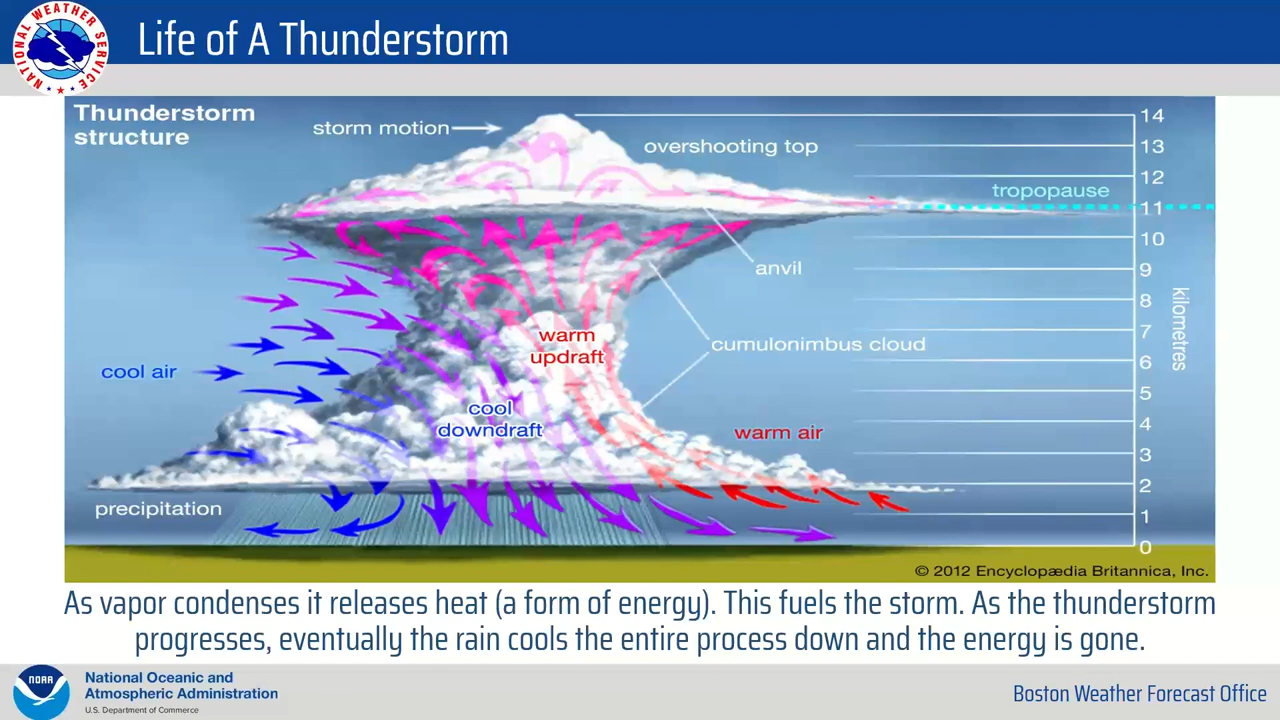 NATIONAL WEATHER SERVICE
Life of A Thunderstorm
Thunderstorm
structure
storm motion
overshooting top
tropopause
anvil
cumulonimbus cloud
warm
updraft
cool air
cool
downdraft
warm air
precipitation
14
13
12
11
10
9
8
7
6
5
4
3
2
1
0
kilometres
© 2012 Encyclopædia Britannica, Inc.
As vapor condenses it releases heat (a form of energy). This fuels the storm. As the thunderstorm
progresses, eventually the rain cools the entire process down and the energy is gone.
NOAA
National Oceanic and
Atmospheric Administration
U.S. Department of Commerce
Boston Weather Forecast Office